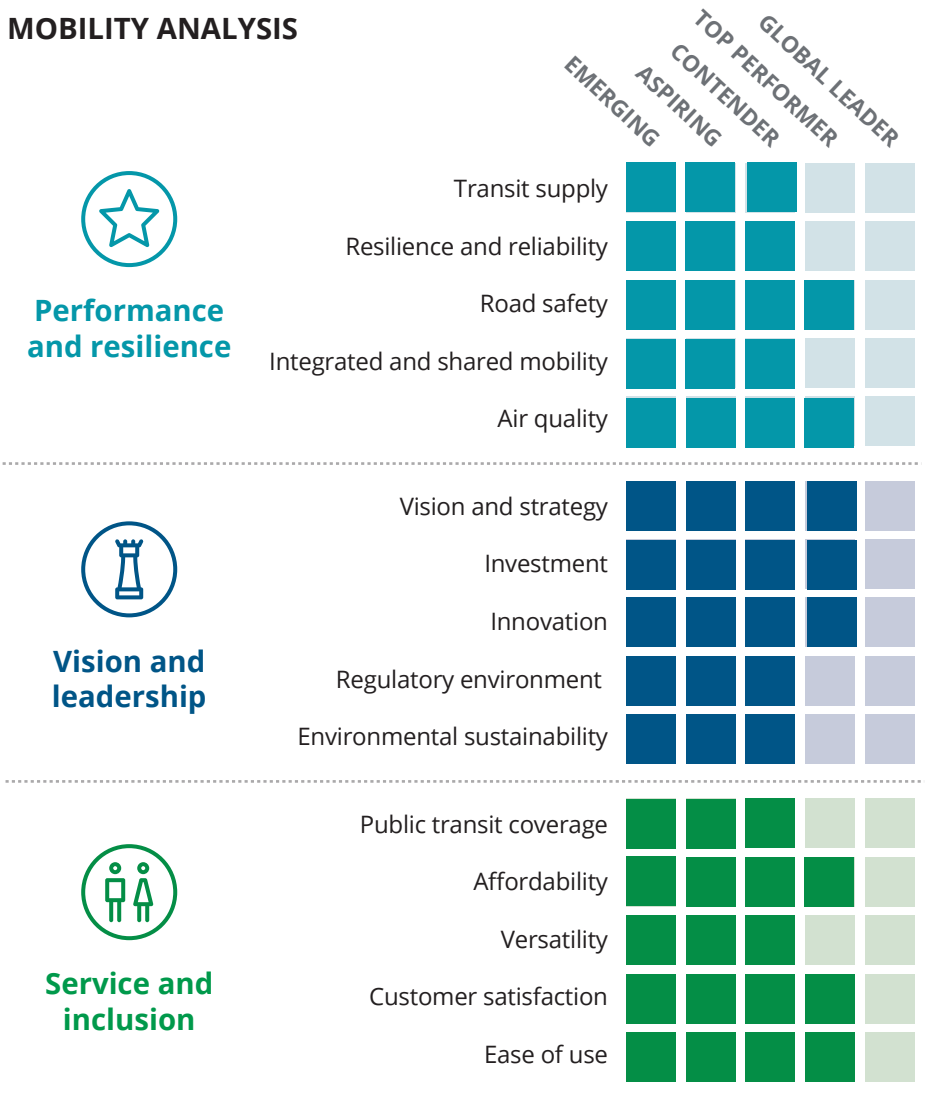 MOBILITY ANALYSIS
EMERGING
ASPIRING
CONTENDER
TOP PERFORMER
GLOBAL LEADER
Performance
and resilience
Transit supply
Resilience and reliability
Road safety
Integrated and shared mobility
Air quality
Vision and
leadership
Vision and strategy
Investment
Innovation
Regulatory environment
Environmental sustainability
Service and
inclusion
Public transit coverage
Affordability
Versatility
Customer satisfaction
Ease of use